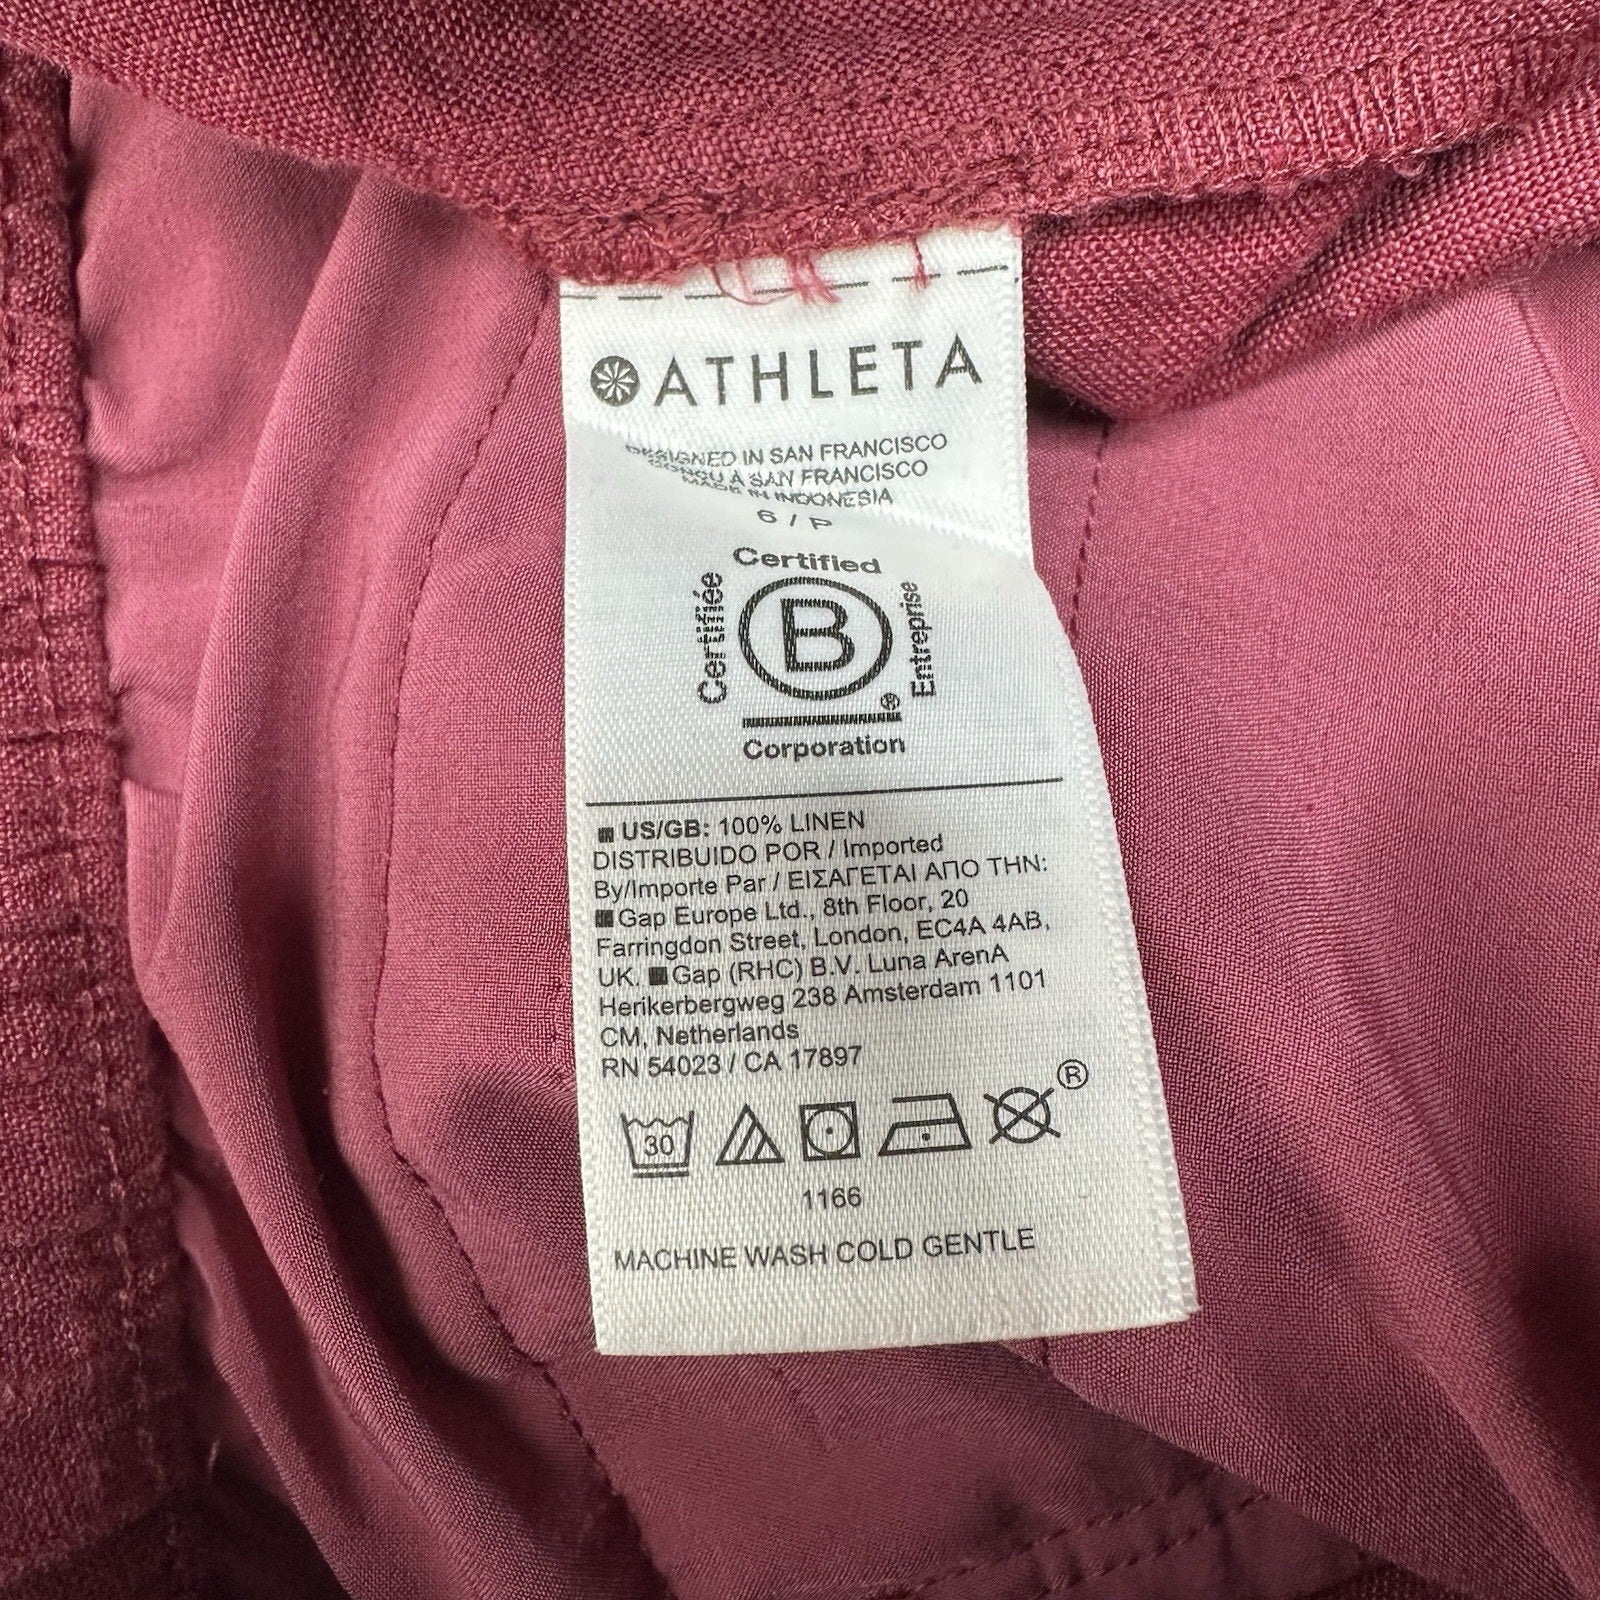 ATHLETA
DESIGNED IN SAN FRANCISCO
CONÇU À SAN FRANCISCO
MADE IN INDONESIA
6 / P
Certified
Certifiée
B
®
Entreprise
Corporation
US/GB: 100% LINEN
DISTRIBUIDO POR / Imported
By/Importe Par / ΕΙΣΑΓΕΤΑΙ ΑΠΟ ΤΗΝ:
Gap Europe Ltd., 8th Floor, 20
Farringdon Street, London, EC4A 4AB,
UK. Gap (RHC) B.V. Luna ArenA
Herikerbergweg 238 Amsterdam 1101
CM, Netherlands
RN 54023 / CA 17897
30
®
1166
MACHINE WASH COLD GENTLE